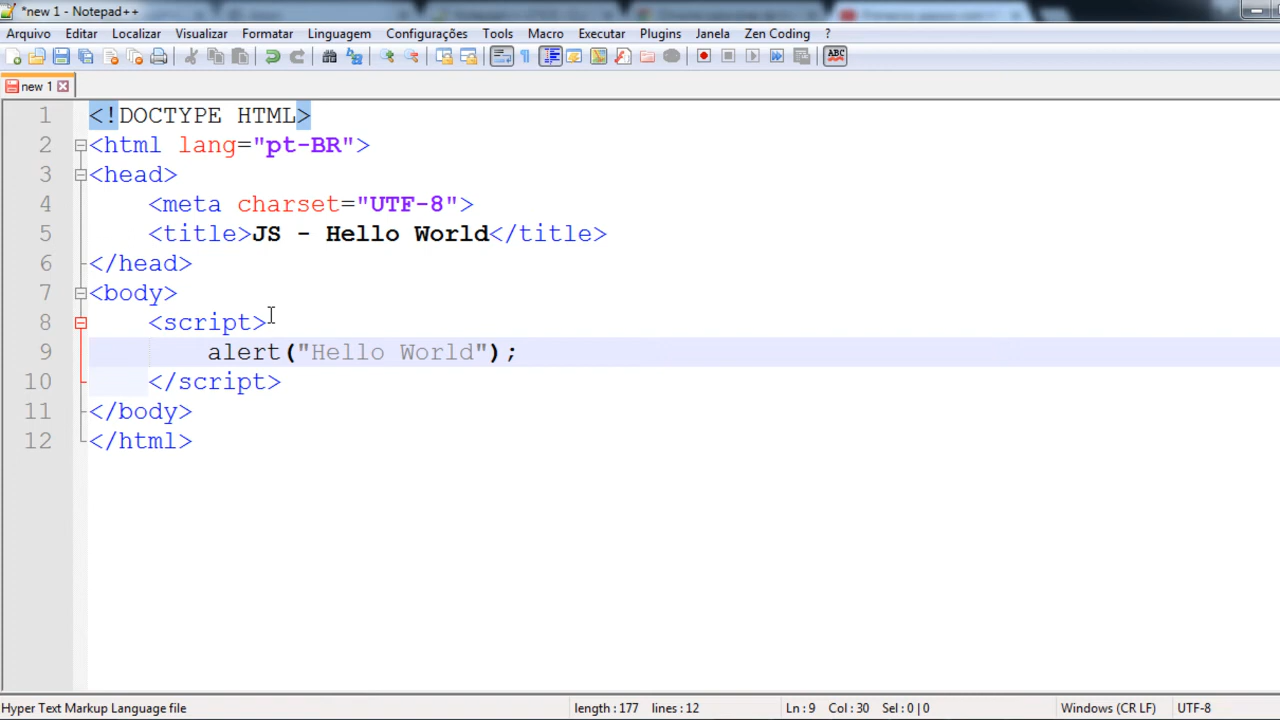 *new 1 - Notepad++
Arquivo Editar Localizar Visualizar Formatar Linguagem Configurações Tools Macro Executar Plugins Janela Zen Coding ?
ABC
new 1
1 <!DOCTYPE HTML>
2 <html lang="pt-BR">
3 <head>
4 <meta charset="UTF-8">
5 <title>JS - Hello World</title>
6 </head>
7 <body>
8 <script>
9 alert("Hello World");
10 </script>
11 </body>
12 </html>
Hyper Text Markup Language file length : 177 lines : 12 Ln : 9 Col : 30 Sel : 0 | 0 Windows (CR LF) UTF-8